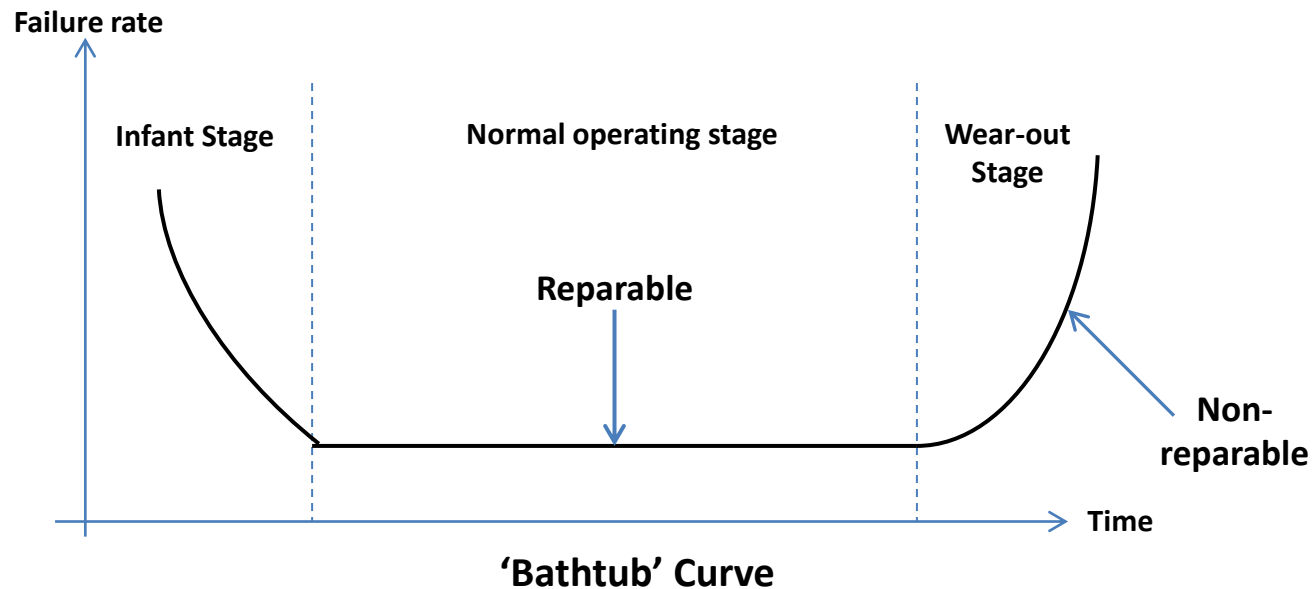 Failure rate
Infant Stage
Normal operating stage
Wear-out
Stage
Reparable
Non-
reparable
Time
‘Bathtub’ Curve